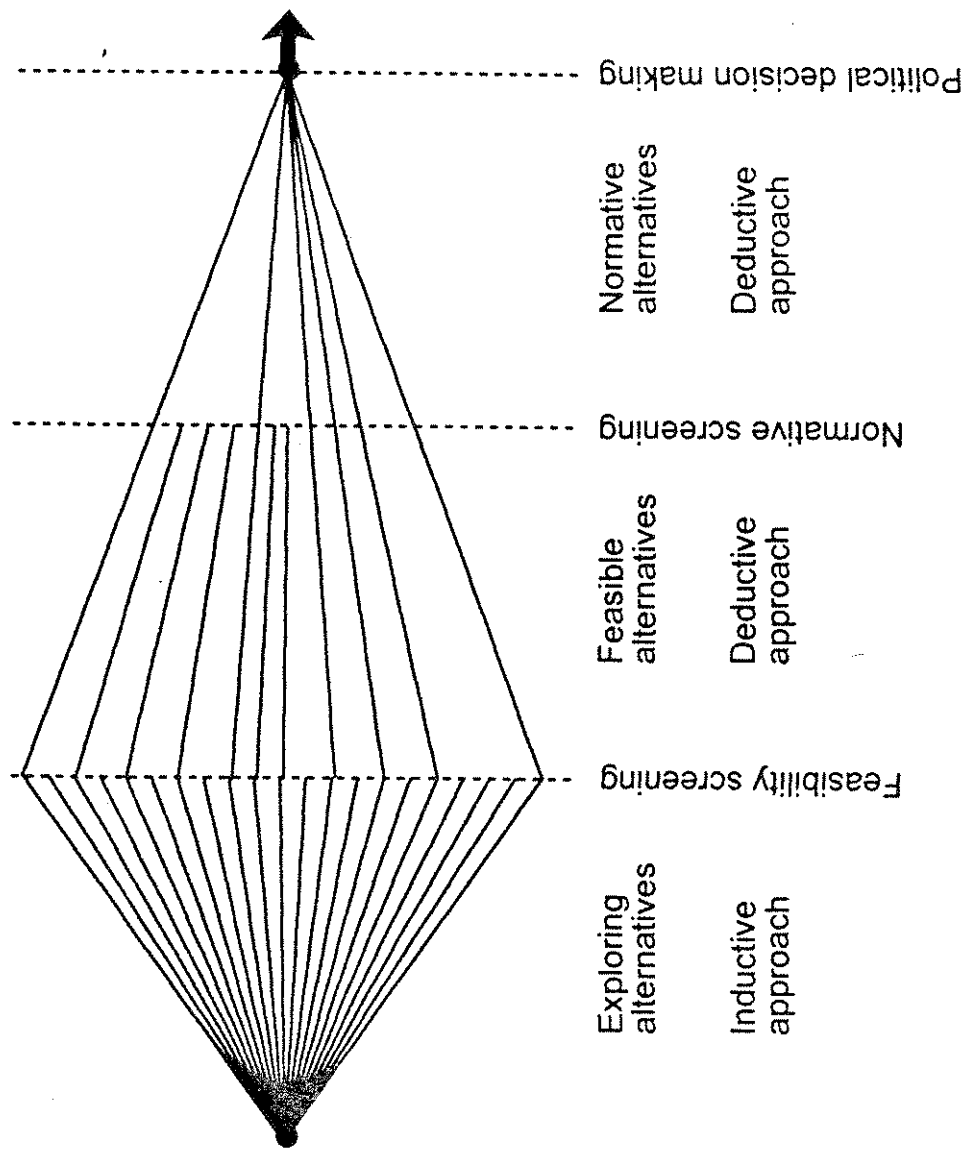 Exploring
alternatives
Inductive
approach
Feasibility screening
Feasible
alternatives
Deductive
approach
Normative screening
Normative
alternatives
Deductive
approach
Political decision making